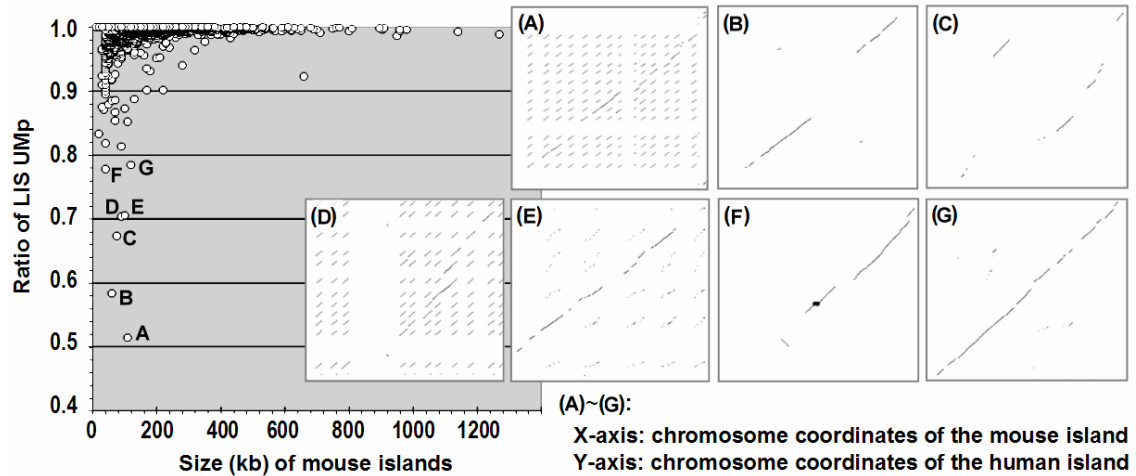 Ratio of LIS UMp
1.0
0.9
0.8
0.7
0.6
0.5
0.4
0 200 400 600 800 1000 1200
Size (kb) of mouse islands
F
G
D
E
C
B
A
(A)
(B)
(C)
(D)
(E)
(F)
(G)
(A)~(G):
X-axis: chromosome coordinates of the mouse island
Y-axis: chromosome coordinates of the human island